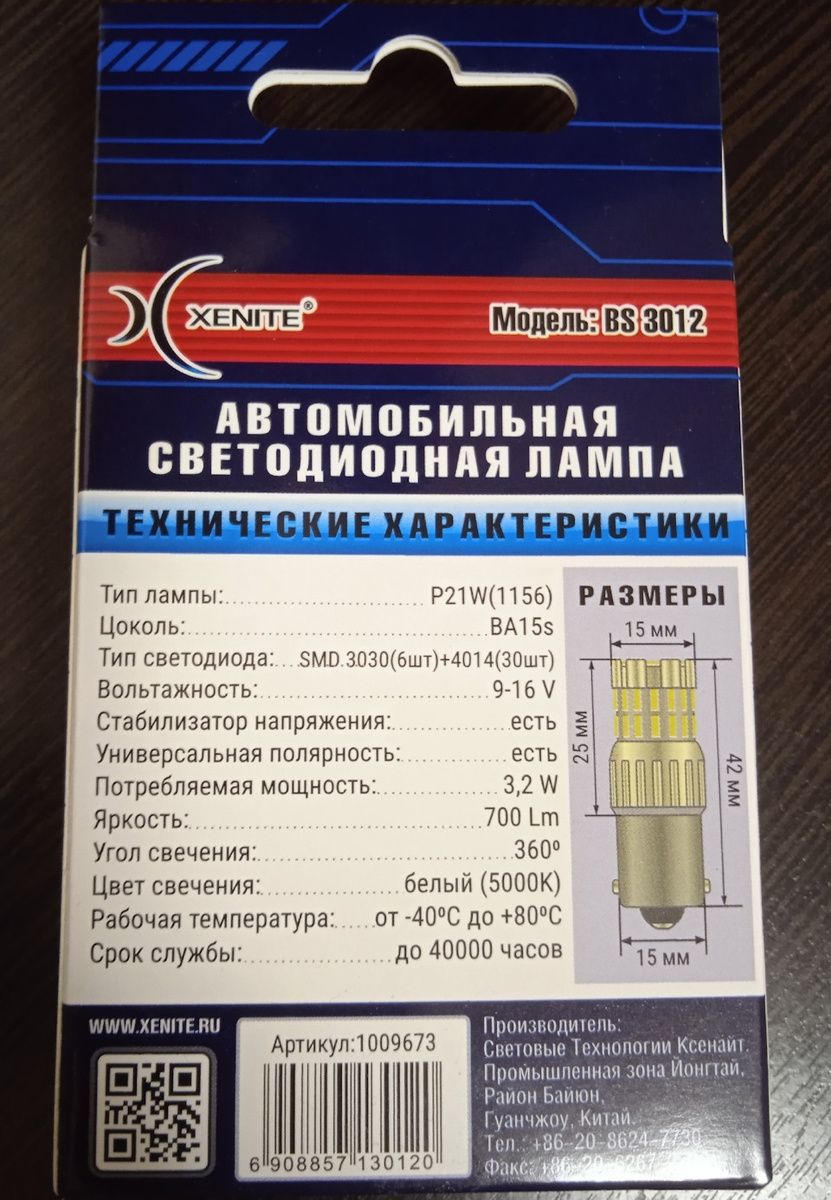 XENITE®
Модель: BS 3012
АВТОМОБИЛЬНАЯ
СВЕТОДИОДНАЯ ЛАМПА
ТЕХНИЧЕСКИЕ ХАРАКТЕРИСТИКИ
Тип лампы:........P21W(1156)
Цоколь:........BA15s
Тип светодиода:....SMD 3030(6шт)+4014(30шт)
Вольтажность:........9-16 V
Стабилизатор напряжения:........есть
Универсальная полярность:........есть
Потребляемая мощность:........3,2 W
Яркость:........700 Lm
Угол свечения:........360º
Цвет свечения:........белый (5000K)
Рабочая температура:......от -40ºC до +80ºC
Срок службы:........до 40000 часов
РАЗМЕРЫ
15 мм
25 мм
42 мм
15 мм
WWW.XENITE.RU
Артикул:1009673
6 908857 130120
Производитель:
Световые Технологии Ксенайт.
Промышленная зона Йонгтай,
Район Байюн,
Гуанчжоу, Китай.
Тел.: +86-20-8624-7730
Факс: +86-20-6267-